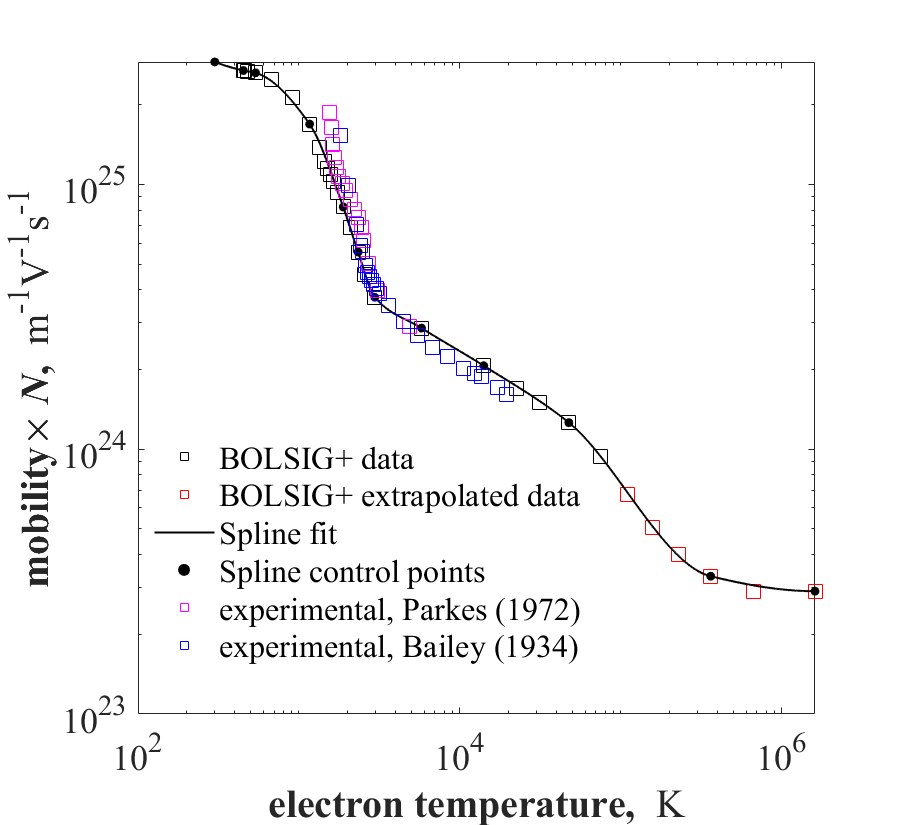 mobility× N, m-1V-1s-1
10^25
10^24
10^23
BOLSIG+ data
BOLSIG+ extrapolated data
Spline fit
Spline control points
experimental, Parkes (1972)
experimental, Bailey (1934)
10^2
10^4
10^6
electron temperature, K